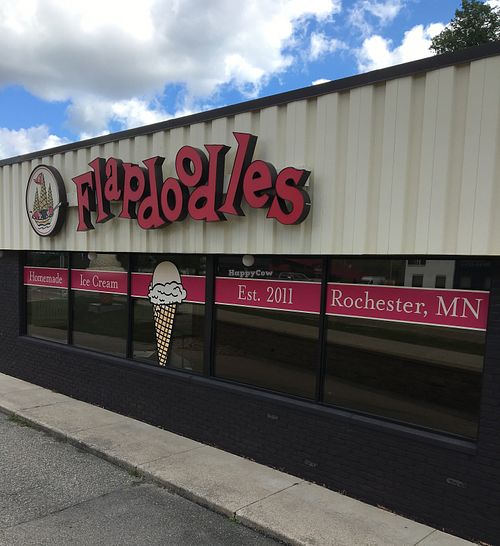 Flapdoodles
HappyCow
Homemade Ice Cream Est. 2011 Rochester, MN